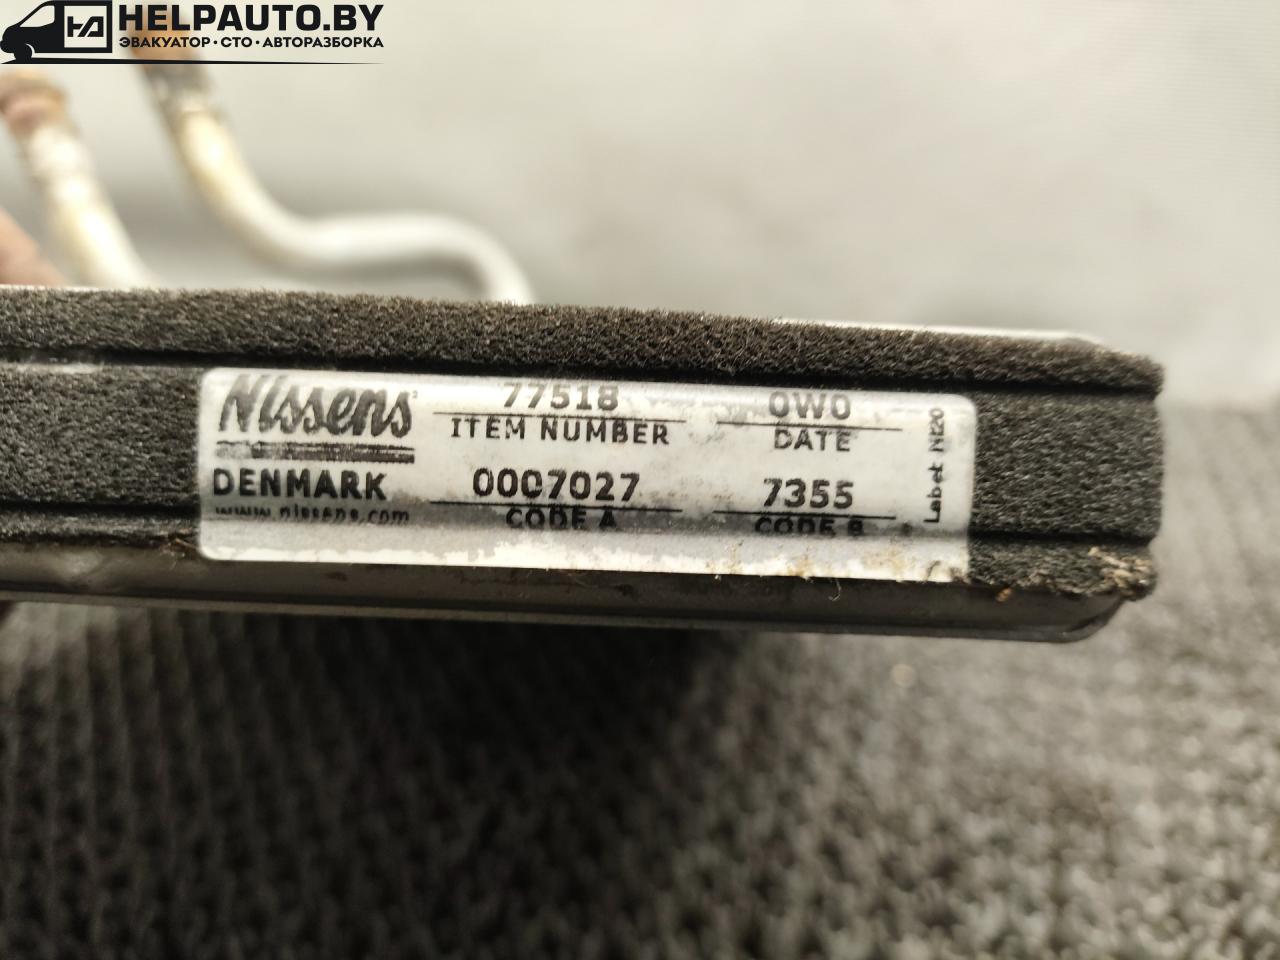 HELPAUTO.BY
ЭВАКУАТОР • СТО • АВТОРАЗБОРКА
Nissens
77518
0W0
ITEM NUMBER
DATE
DENMARK
0007027
7355
www.nissens.com
CODE A
CODE B
Label NE20